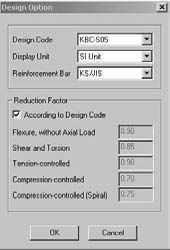 Design Option
Design Code KBC-S05
Display Unit SI Unit
Reinforcement Bar KS/JIS
Reduction Factor
According to Design Code
Flexure, without Axial Load 0.90
Shear and Torsion 0.85
Tension-controlled 0.90
Compression-controlled 0.70
Compression-controlled (Spiral) 0.75
OK Cancel